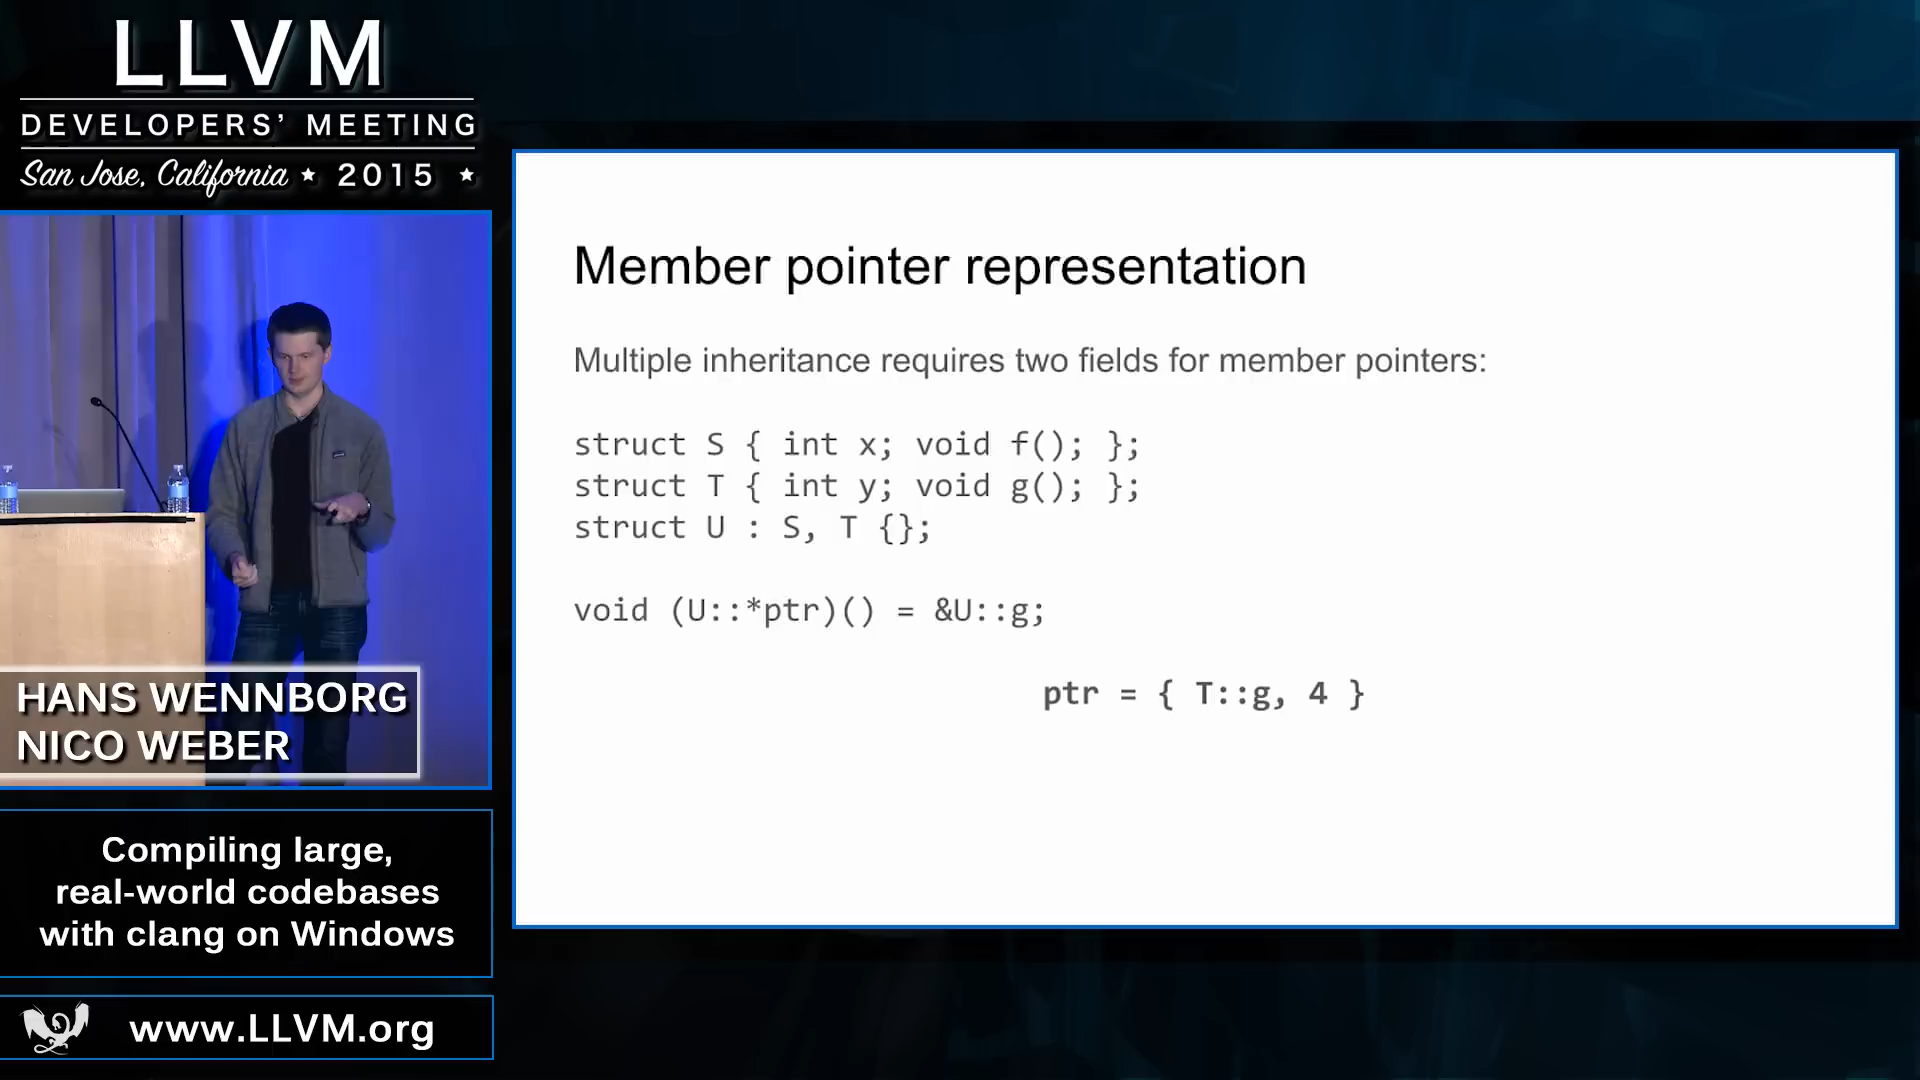 LLVM
DEVELOPERS' MEETING
San Jose, California ★ 2015 ★
HANS WENNBORG
NICO WEBER
Compiling large,
real-world codebases
with clang on Windows
www.LLVM.org
Member pointer representation
Multiple inheritance requires two fields for member pointers:
struct S { int x; void f(); };
struct T { int y; void g(); };
struct U : S, T {};
void (U::*ptr)() = &U::g;
ptr = { T::g, 4 }